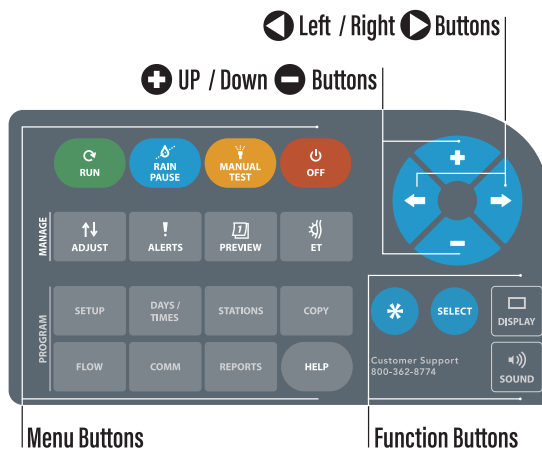 Left / Right Buttons
UP / Down Buttons
RUN
RAIN
PAUSE
MANUAL
TEST
OFF
MANAGE
ADJUST
ALERTS
1
PREVIEW
ET
PROGRAM
SETUP
DAYS /
TIMES
STATIONS
COPY
FLOW
COMM
REPORTS
HELP
SELECT
DISPLAY
Customer Support
800-362-8774
SOUND
Menu Buttons
Function Buttons